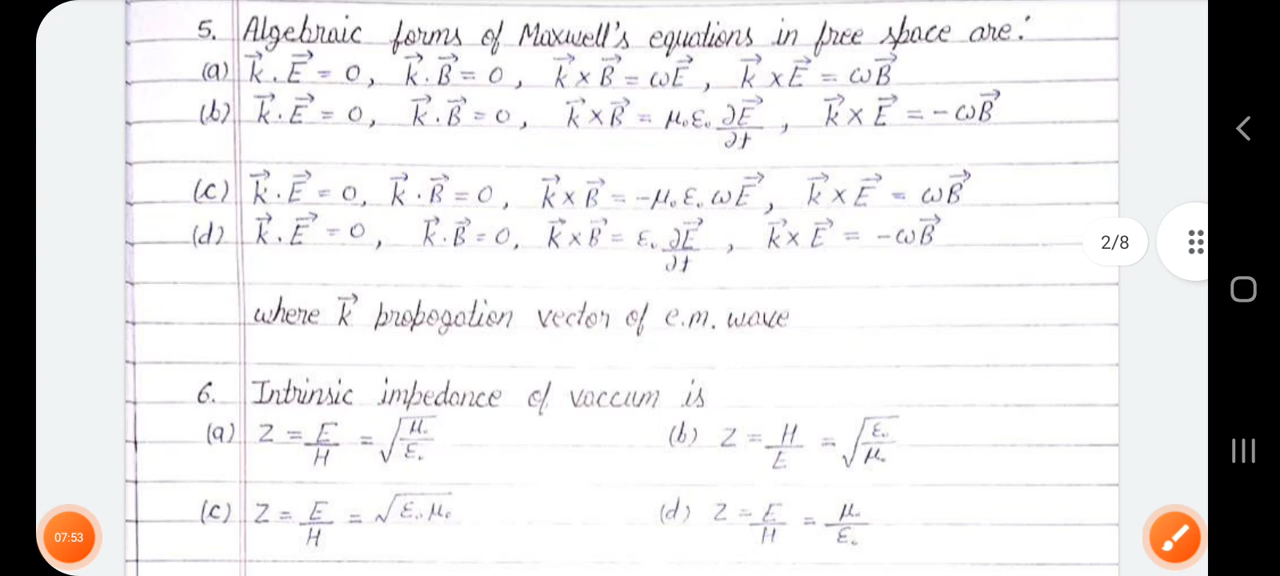 5. Algebraic forms of Maxwell's equations in free space are:
(a) k⃗ . E⃗ = 0, k⃗ . B⃗ = 0, k⃗ × B⃗ = ωE⃗, k⃗ × E⃗ = ωB⃗
(b) k⃗ . E⃗ = 0, k⃗ . B⃗ = 0, k⃗ × B⃗ = μ₀ε₀ ∂E⃗/∂t, k⃗ × E⃗ = -ωB⃗
(c) k⃗ . E⃗ = 0, k⃗ . B⃗ = 0, k⃗ × B⃗ = -μ₀ε₀ωE⃗, k⃗ × E⃗ = ωB⃗
(d) k⃗ . E⃗ = 0, k⃗ . B⃗ = 0, k⃗ × B⃗ = ε₀ ∂E⃗/∂t, k⃗ × E⃗ = -ωB⃗
2/8
where k⃗ propogation vector of e.m. wave
6. Intrinsic impedance of vaccum is
(a) Z = E/H = √(μ₀/ε₀) (b) Z = H/E = √(ε₀/μ₀)
(c) Z = E/H = √(ε₀μ₀) (d) Z = E/H = μ₀/ε₀
07:53